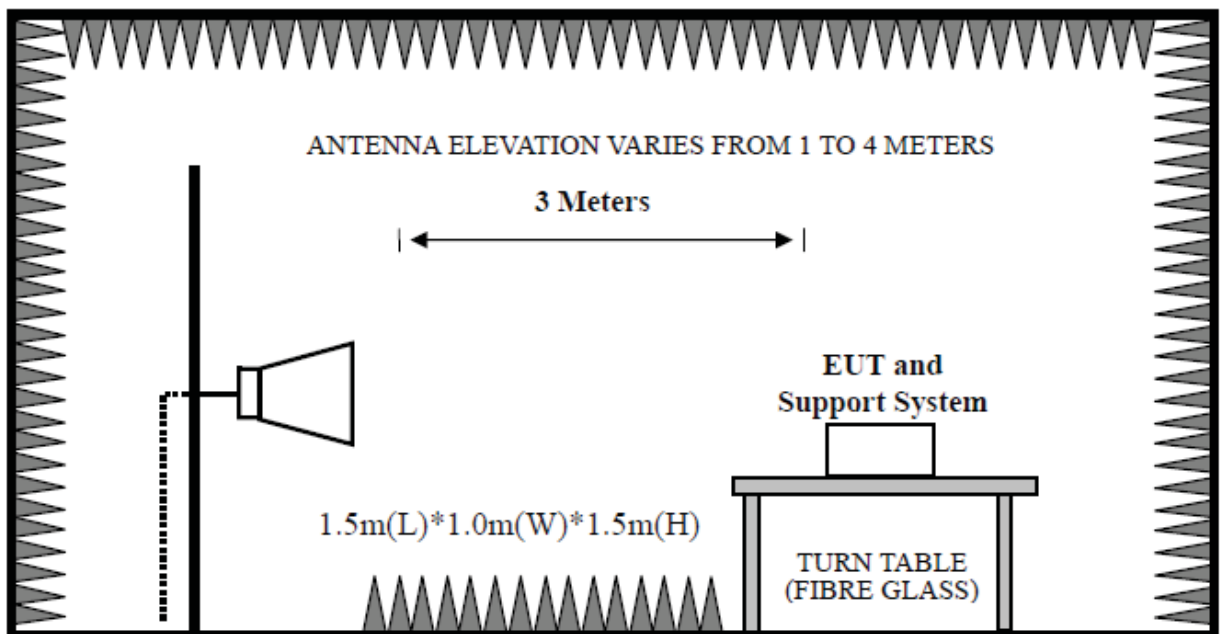 ANTENNA ELEVATION VARIES FROM 1 TO 4 METERS
3 Meters
EUT and
Support System
1.5m(L)*1.0m(W)*1.5m(H)
TURN TABLE
(FIBRE GLASS)